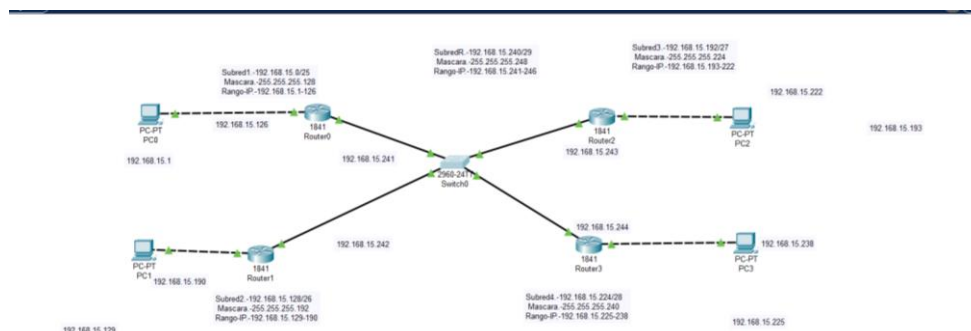 SubredR.-192.168.15.240/29
Mascara.-255.255.255.248
Rango-IP.-192.168.15.241-246
Subred3.-192.168.15.192/27
Mascara.-255.255.255.224
Rango-IP.-192.168.15.193-222
Subred1.-192.168.15.0/25
Mascara.-255.255.255.128
Rango-IP.-192.168.15.1-126
192.168.15.222
192.168.15.126
192.168.15.193
PC-PT
PC0
1841
Router0
1841
Router2
PC-PT
PC2
192.168.15.1
192.168.15.241
192.168.15.243
Switch0
192.168.15.244
192.168.15.242
192.168.15.238
PC-PT
PC1
192.168.15.190
1841
Router1
1841
Router3
PC-PT
PC3
Subred2.-192.168.15.128/26
Mascara.-255.255.255.192
Rango-IP.-192.168.15.129-190
Subred4.-192.168.15.224/28
Mascara.-255.255.255.240
Rango-IP.-192.168.15.225-238
192.168.15.225
192.168.15.129